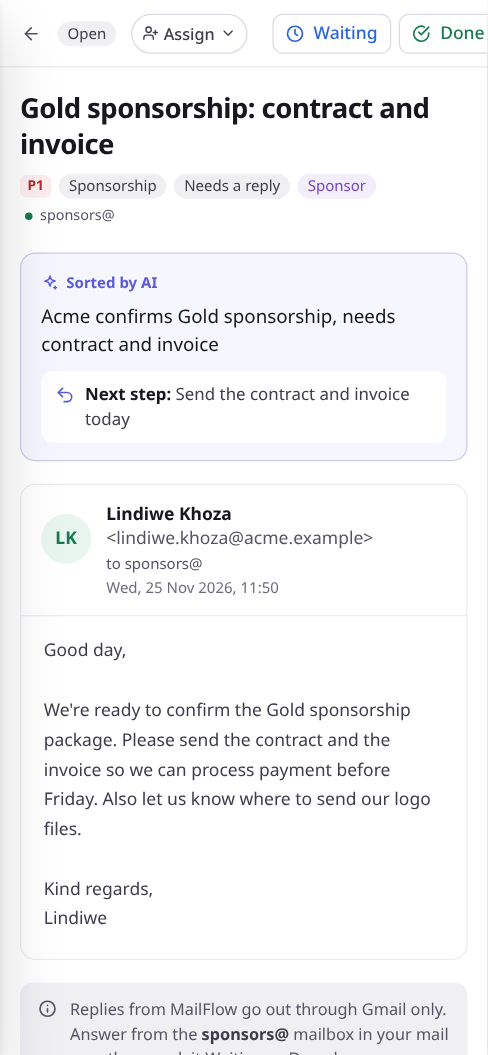 Open Assign Waiting Done
Gold sponsorship: contract and
invoice
P1 Sponsorship Needs a reply Sponsor
sponsors@
Sorted by AI
Acme confirms Gold sponsorship, needs
contract and invoice
Next step: Send the contract and invoice
today
LK
Lindiwe Khoza
<lindiwe.khoza@acme.example>
to sponsors@
Wed, 25 Nov 2026, 11:50
Good day,
We're ready to confirm the Gold sponsorship
package. Please send the contract and the
invoice so we can process payment before
Friday. Also let us know where to send our logo
files.
Kind regards,
Lindiwe
Replies from MailFlow go out through Gmail only.
Answer from the sponsors@ mailbox in your mail